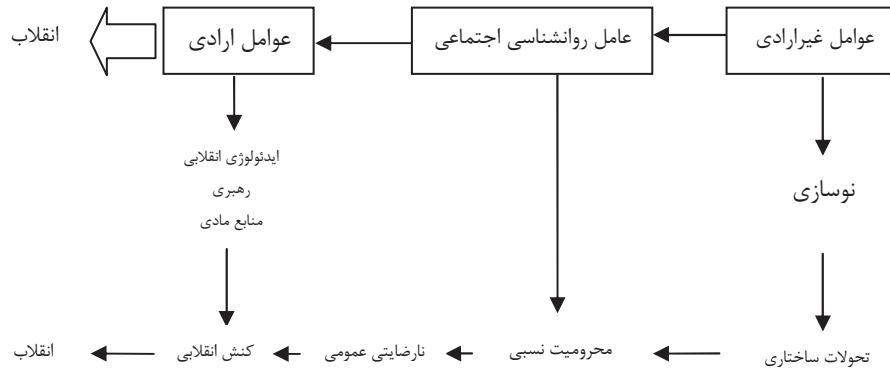 عوامل غیرارادی
عامل روانشناسی اجتماعی
عوامل ارادی
انقلاب
نوسازی
ایدئولوژی انقلابی
رهبری
منابع مادی
تحولات ساختاری
محرومیت نسبی
نارضایتی عمومی
کنش انقلابی
انقلاب